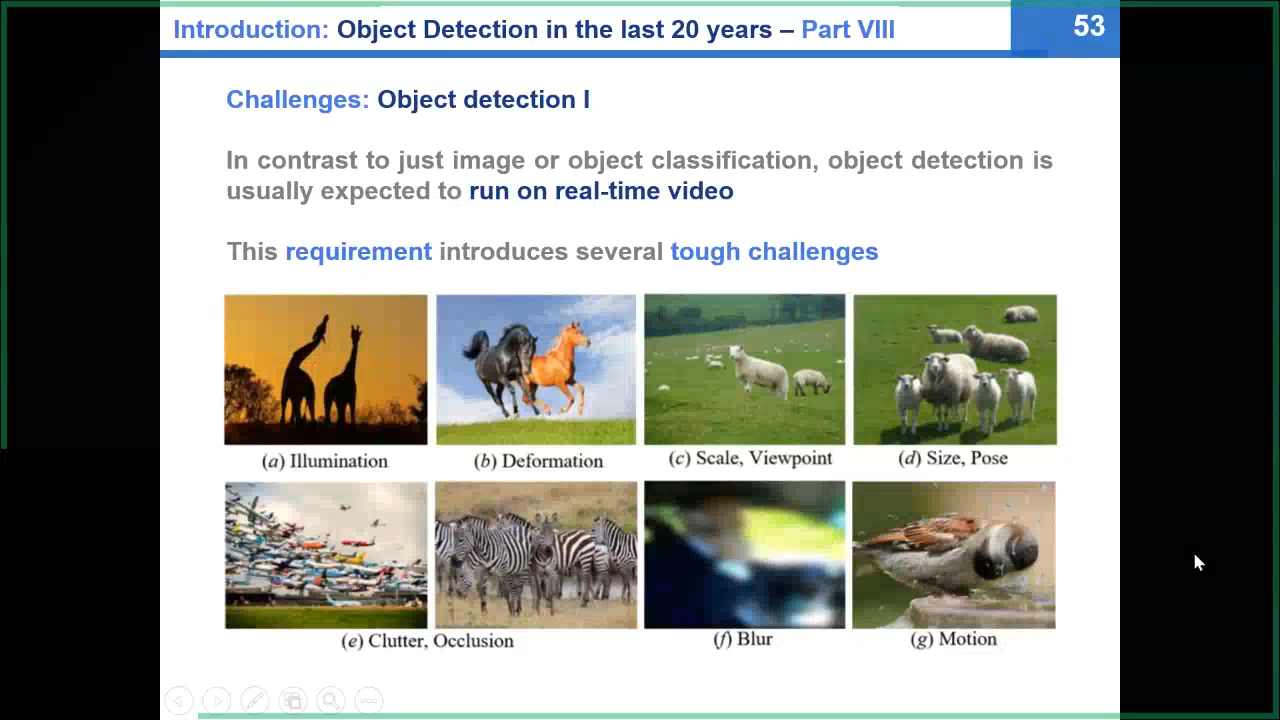 Introduction: Object Detection in the last 20 years – Part VIII
53
Challenges: Object detection I
In contrast to just image or object classification, object detection is
usually expected to run on real-time video
This requirement introduces several tough challenges
(a) Illumination
(b) Deformation
(c) Scale, Viewpoint
(d) Size, Pose
(e) Clutter, Occlusion
(f) Blur
(g) Motion